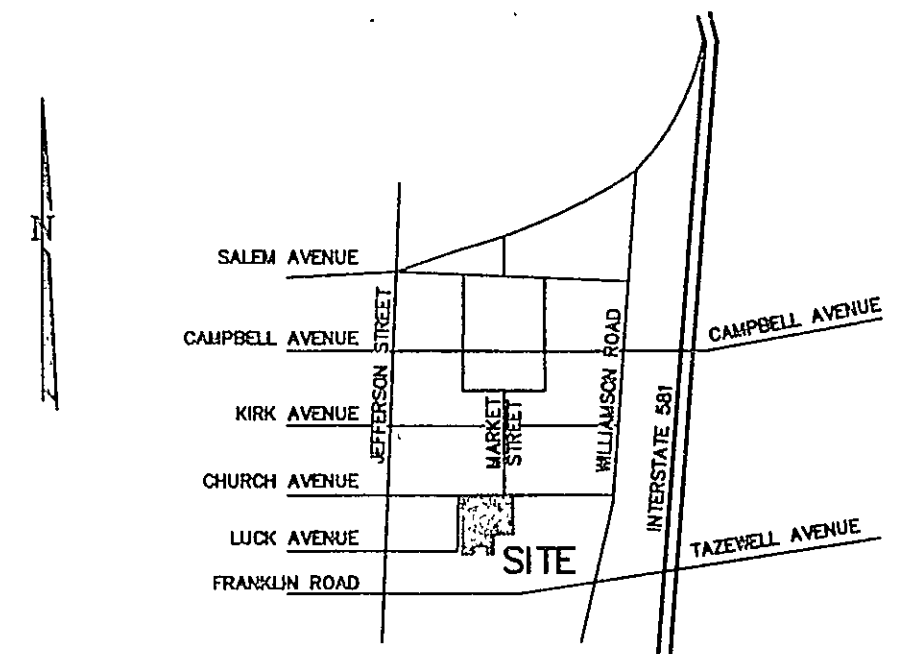 N
SALEM AVENUE
CAMPBELL AVENUE
CAMPBELL AVENUE
KIRK AVENUE
JEFFERSON STREET
MARKET
STREET
WILLIAMSON ROAD
INTERSTATE 581
CHURCH AVENUE
LUCK AVENUE
SITE
TAZEWELL AVENUE
FRANKLIN ROAD